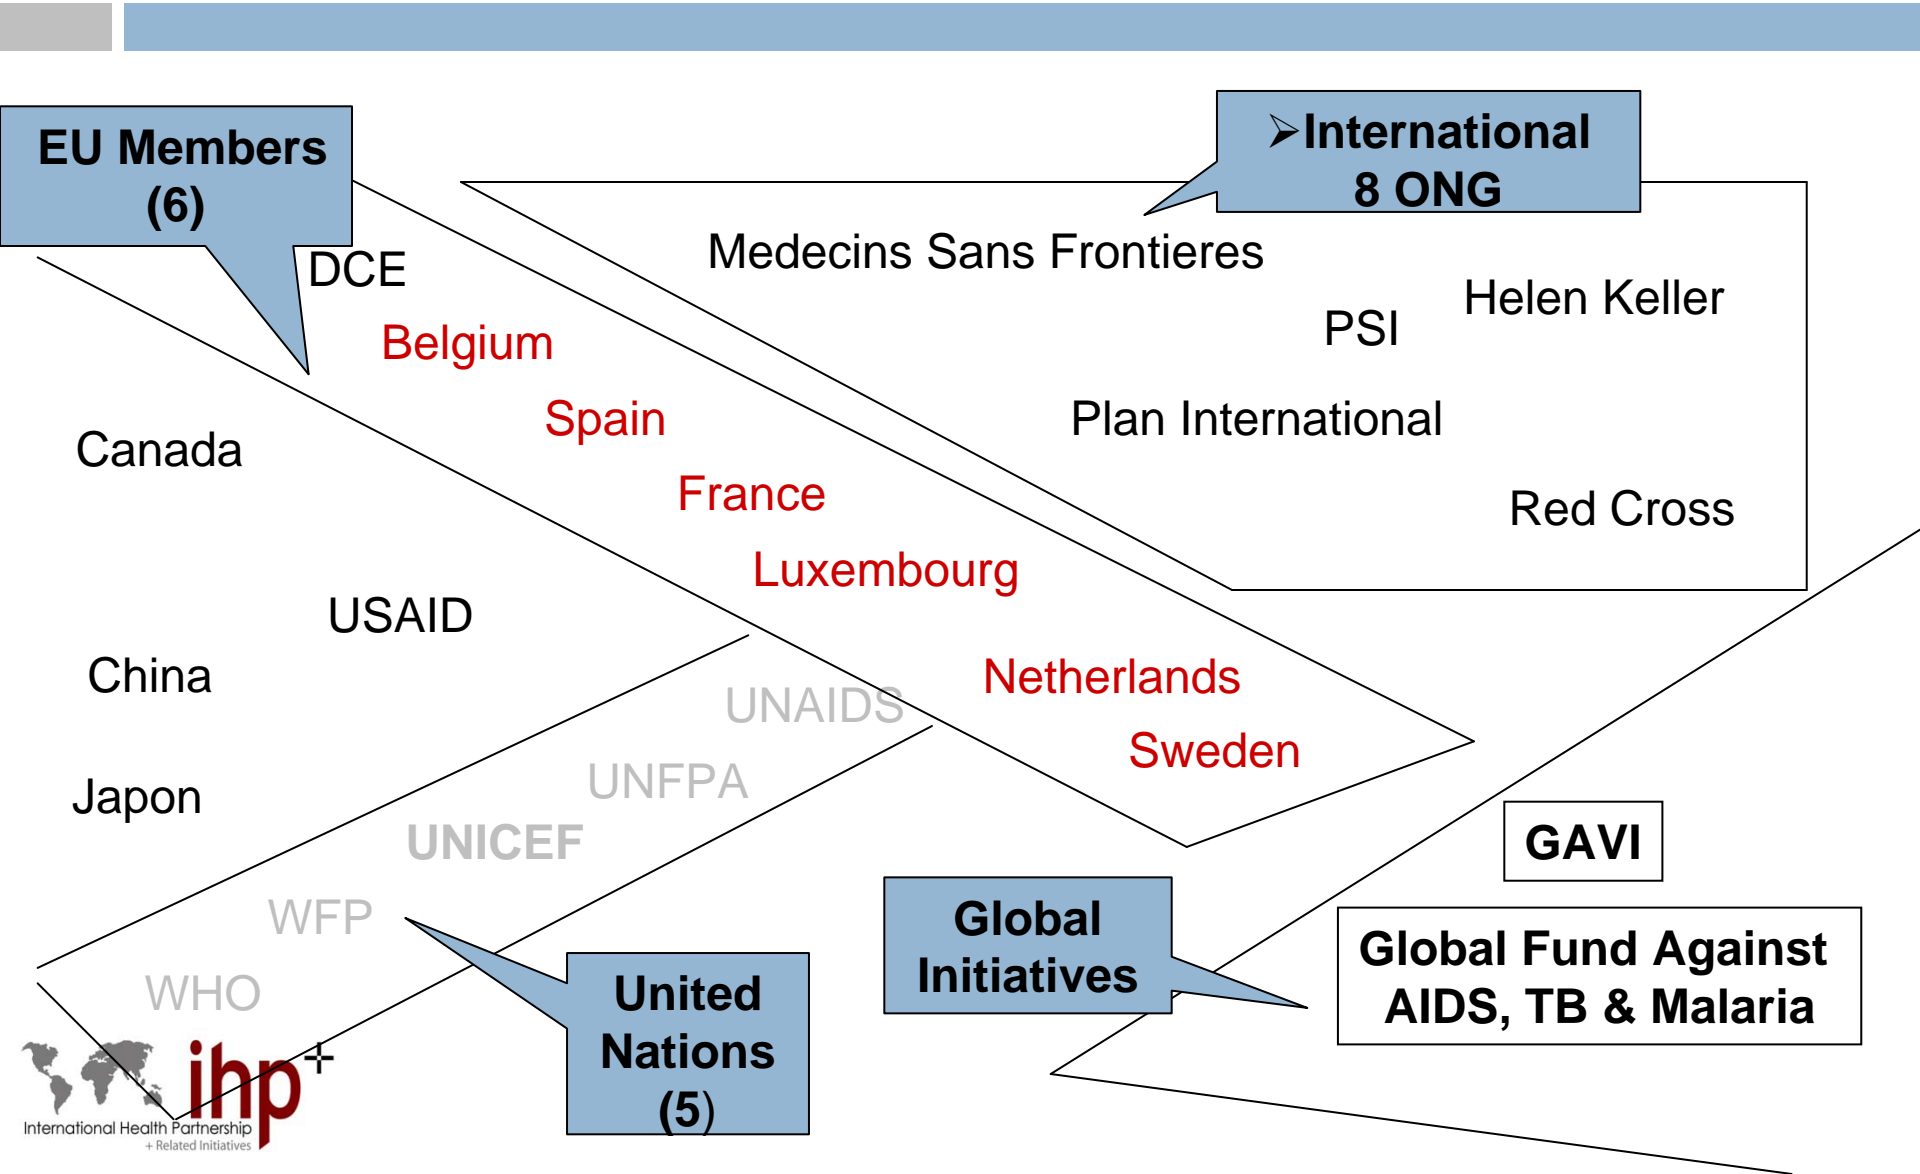 EU Members
(6)
➢International
8 ONG
DCE
Belgium
Spain
France
Luxembourg
Netherlands
Sweden
Medecins Sans Frontieres
Helen Keller
PSI
Plan International
Red Cross
Canada
USAID
China
Japon
UNAIDS
UNFPA
UNICEF
WFP
WHO
United
Nations
(5)
Global
Initiatives
GAVI
Global Fund Against
AIDS, TB & Malaria
ihp+
International Health Partnership
+ Related Initiatives